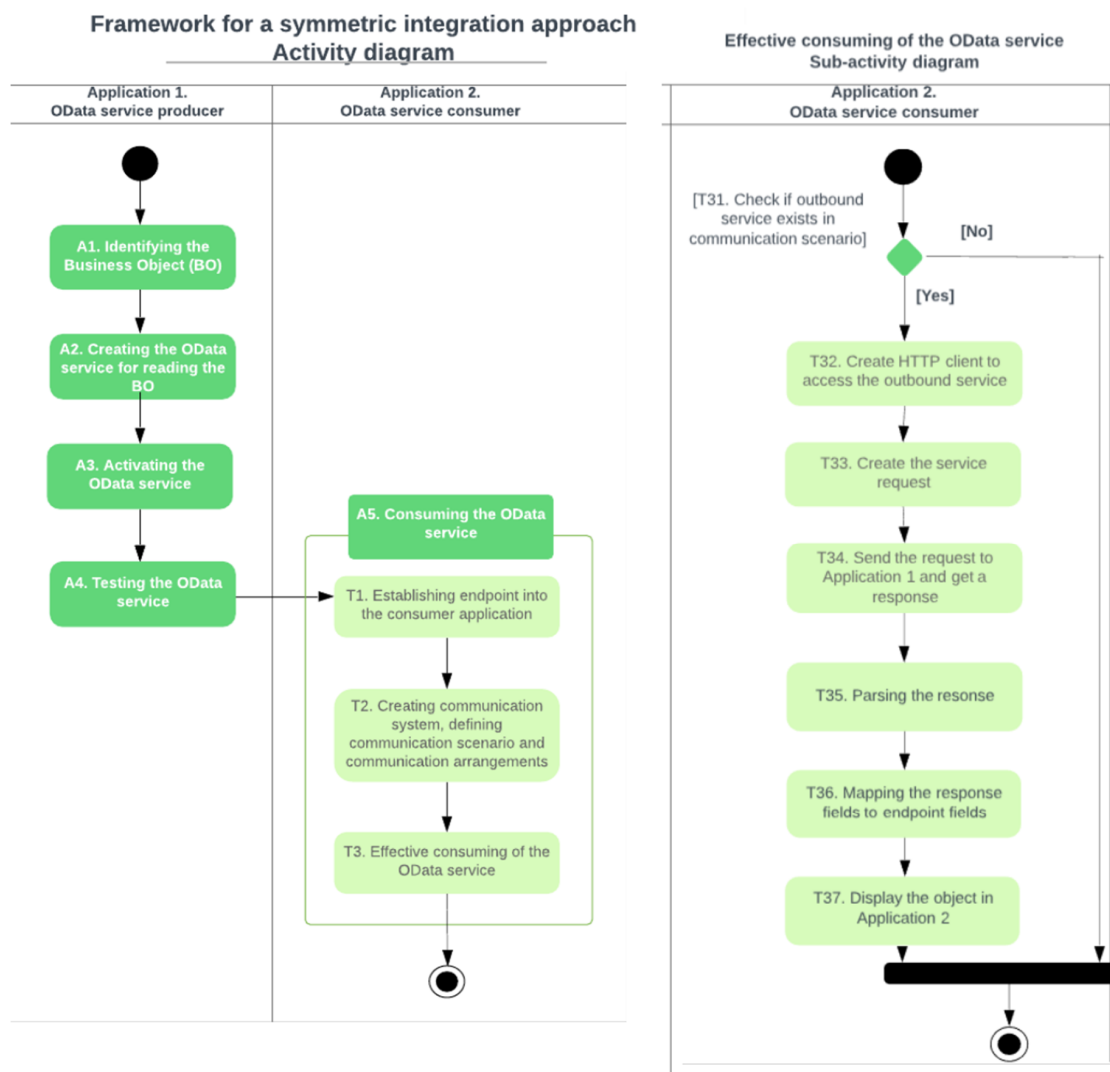 Framework for a symmetric integration approach
Activity diagram
Application 1.
OData service producer
Application 2.
OData service consumer
A1. Identifying the
Business Object (BO)
A2. Creating the OData
service for reading the
BO
A3. Activating the
OData service
A4. Testing the OData
service
A5. Consuming the OData
service
T1. Establishing endpoint into
the consumer application
T2. Creating communication
system, defining
communication scenario and
communication arrangements
T3. Effective consuming of the
OData service
Effective consuming of the OData service
Sub-activity diagram
Application 2.
OData service consumer
[T31. Check if outbound
service exists in
communication scenario]
[No]
[Yes]
T32. Create HTTP client to
access the outbound service
T33. Create the service
request
T34. Send the request to
Application 1 and get a
response
T35. Parsing the resonse
T36. Mapping the response
fields to endpoint fields
T37. Display the object in
Application 2